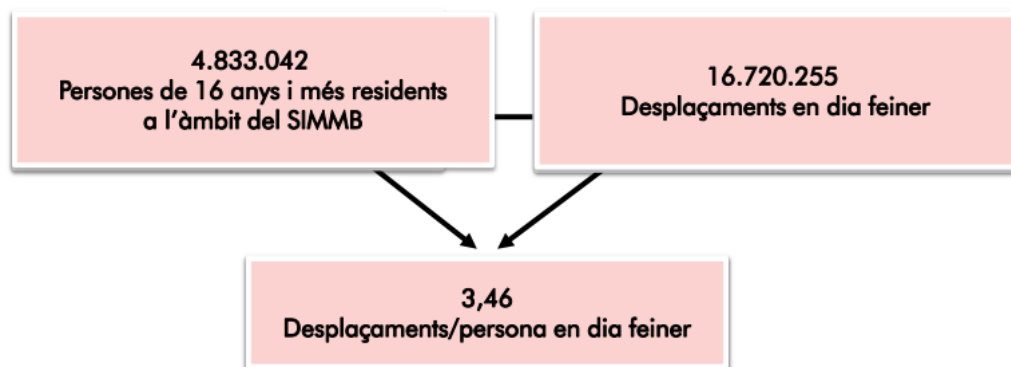 4.833.042
Persones de 16 anys i més residents
a l'àmbit del SIMMB
16.720.255
Desplaçaments en dia feiner
3,46
Desplaçaments/persona en dia feiner